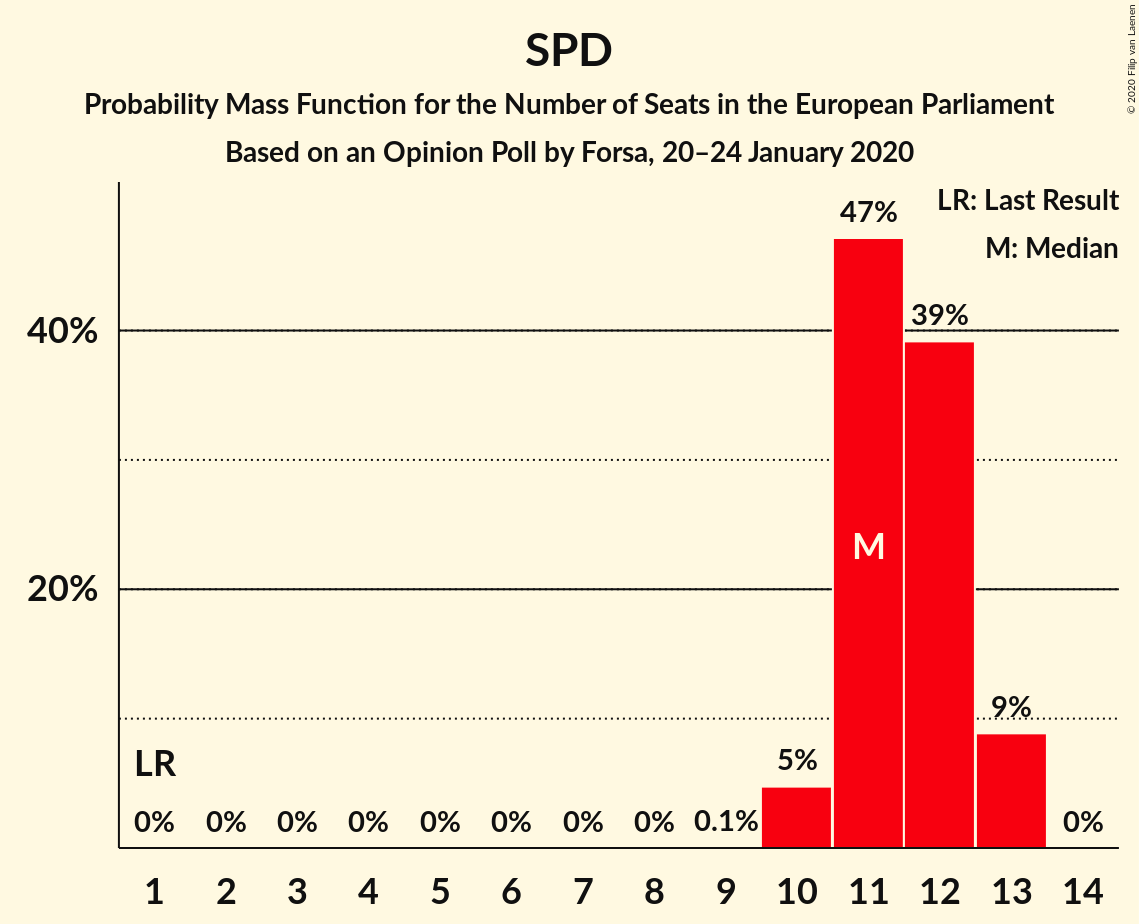 SPD
Probability Mass Function for the Number of Seats in the European Parliament
Based on an Opinion Poll by Forsa, 20–24 January 2020
© 2020 Filip van Laenen
LR: Last Result
M: Median
47%
39%
40%
M
20%
9%
5%
LR
0% 0% 0% 0% 0% 0% 0% 0% 0.1% 0%
1 2 3 4 5 6 7 8 9 10 11 12 13 14